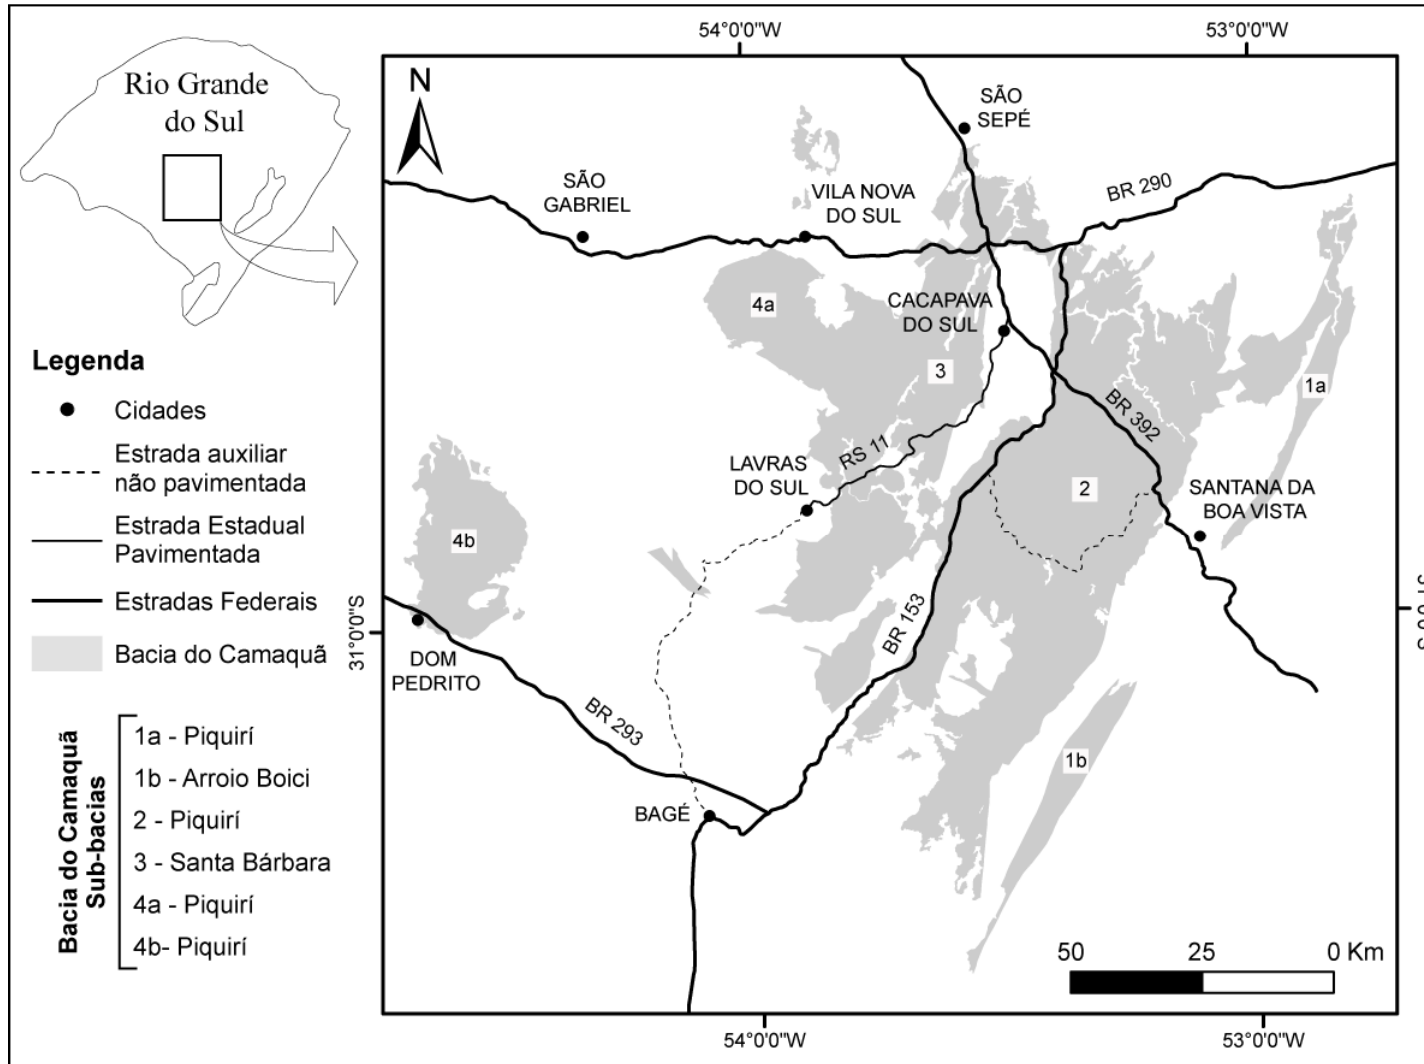 Rio Grande
do Sul
Legenda
Cidades
Estrada auxiliar
não pavimentada
Estrada Estadual
Pavimentada
Estradas Federais
Bacia do Camaquã
Bacia do Camaquã
Sub-bacias
1a - Piquirí
1b - Arroio Boici
2 - Piquirí
3 - Santa Bárbara
4a - Piquirí
4b- Piquirí
54°0'0"W
53°0'0"W
N
SÃO
SEPÉ
SÃO
GABRIEL
VILA NOVA
DO SUL
BR 290
4a
CACAPAVA
DO SUL
3
1a
BR 392
RS 11
LAVRAS
DO SUL
2
SANTANA DA
BOA VISTA
4b
31°0'0"S
31°0'0"S
DOM
PEDRITO
BR 153
BR 293
1b
BAGÉ
50
25
0 Km
54°0'0"W
53°0'0"W